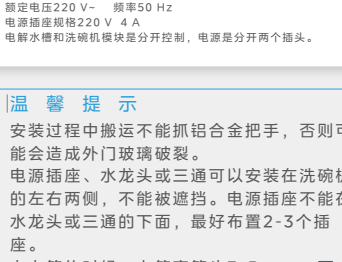 额定电压220 V~ 频率50 Hz
电源插座规格220 V 4 A
电解水槽和洗碗机模块是分开控制，电源是分开两个插头。
温馨提示
安装过程中搬运不能抓铝合金把手，否则可
能会造成外门玻璃破裂。
电源插座、水龙头或三通可以安装在洗碗机
的左右两侧，不能被遮挡。电源插座不能在
水龙头或三通的下面，最好布置2-3个插
座。